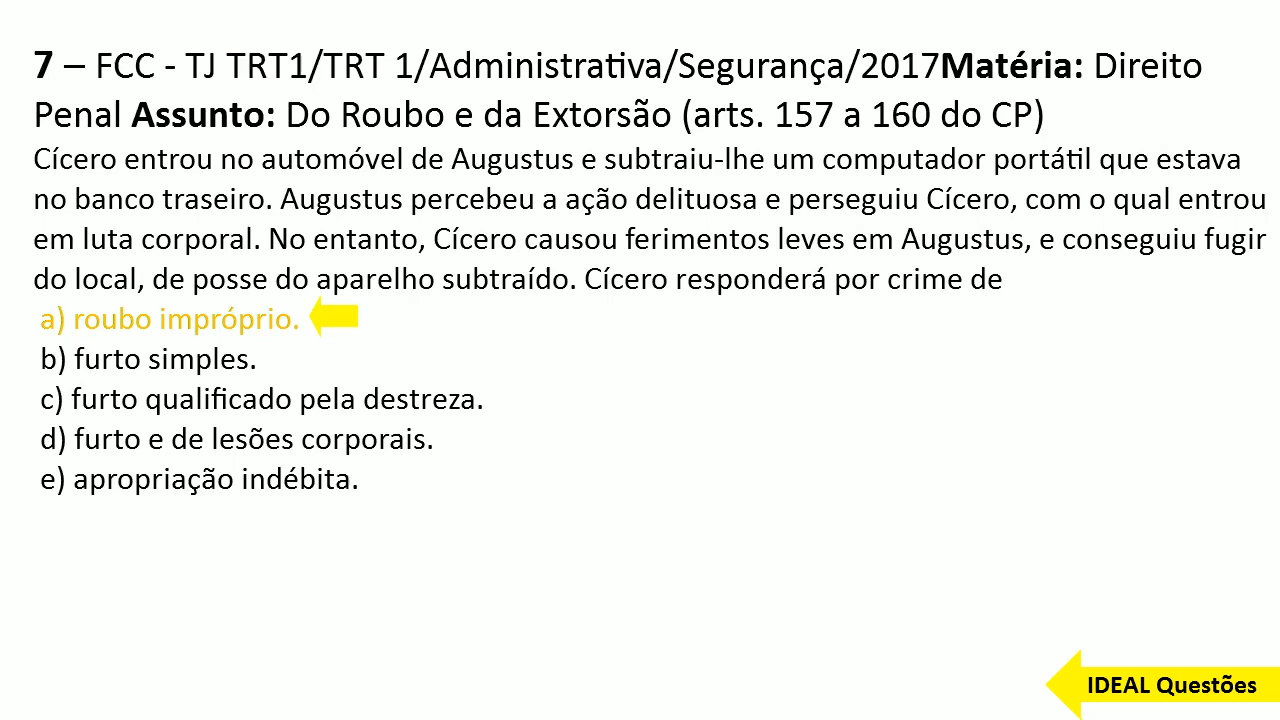 7 – FCC - TJ TRT1/TRT 1/Administrativa/Segurança/2017Matéria: Direito
Penal Assunto: Do Roubo e da Extorsão (arts. 157 a 160 do CP)
Cícero entrou no automóvel de Augustus e subtraiu-lhe um computador portátil que estava
no banco traseiro. Augustus percebeu a ação delituosa e perseguiu Cícero, com o qual entrou
em luta corporal. No entanto, Cícero causou ferimentos leves em Augustus, e conseguiu fugir
do local, de posse do aparelho subtraído. Cícero responderá por crime de
a) roubo impróprio.
b) furto simples.
c) furto qualificado pela destreza.
d) furto e de lesões corporais.
e) apropriação indébita.
IDEAL Questões